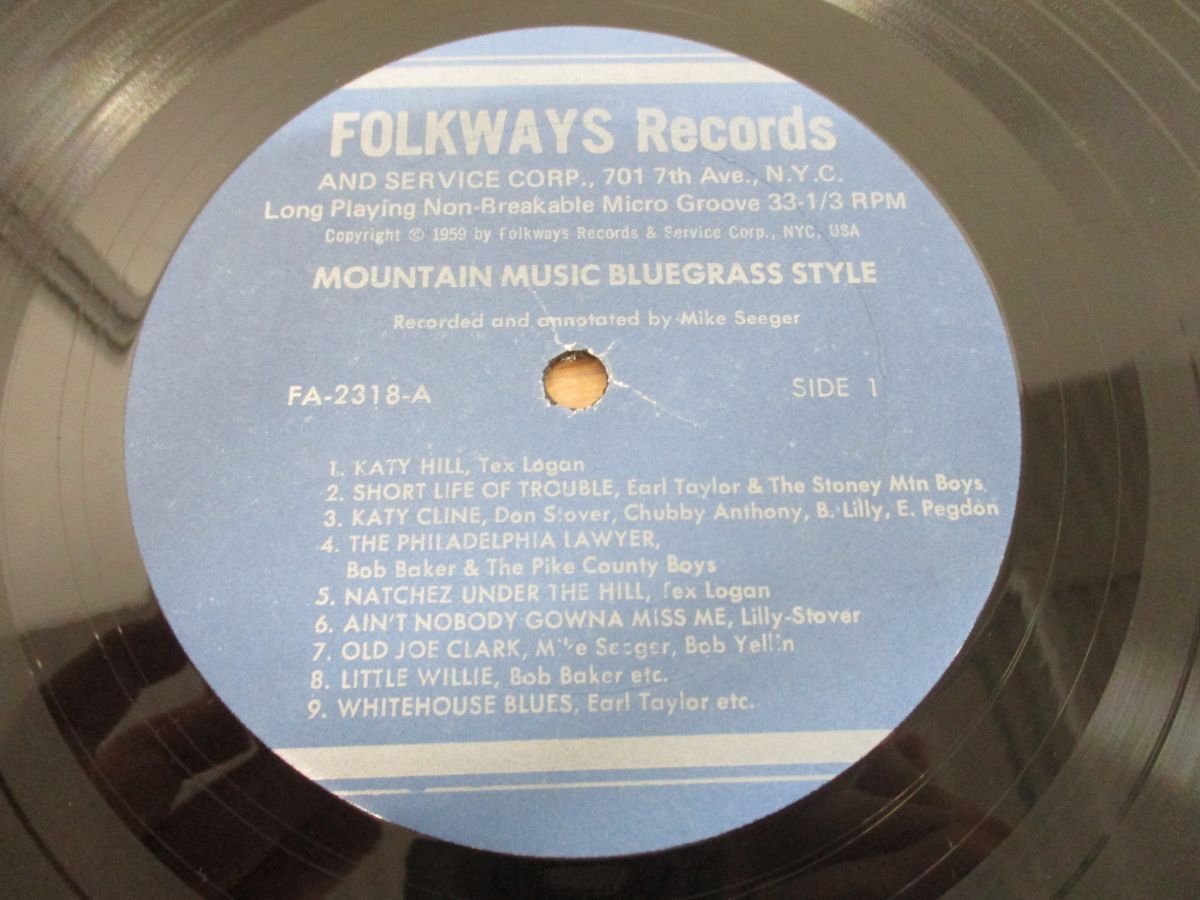 FOLKWAYS Records
AND SERVICE CORP., 701 7th Ave., N.Y.C.
Long Playing Non-Breakable Micro Groove 33-1/3 RPM
Copyright © 1959 by Folkways Records & Service Corp., NYC, USA
MOUNTAIN MUSIC BLUEGRASS STYLE
Recorded and annotated by Mike Seeger
FA-2318-A SIDE 1
1. KATY HILL, Tex Logan
2. SHORT LIFE OF TROUBLE, Earl Taylor & The Stoney Mtn Boys
3. KATY CLINE, Don Stover, Chubby Anthony, B. Lilly, E. Pegdon
4. THE PHILADELPHIA LAWYER,
Bob Baker & The Pike County Boys
5. NATCHEZ UNDER THE HILL, Tex Logan
6. AIN'T NOBODY GOWNA MISS ME, Lilly-Stover
7. OLD JOE CLARK, Mike Seeger, Bob Yellin
8. LITTLE WILLIE, Bob Baker etc.
9. WHITEHOUSE BLUES, Earl Taylor etc.